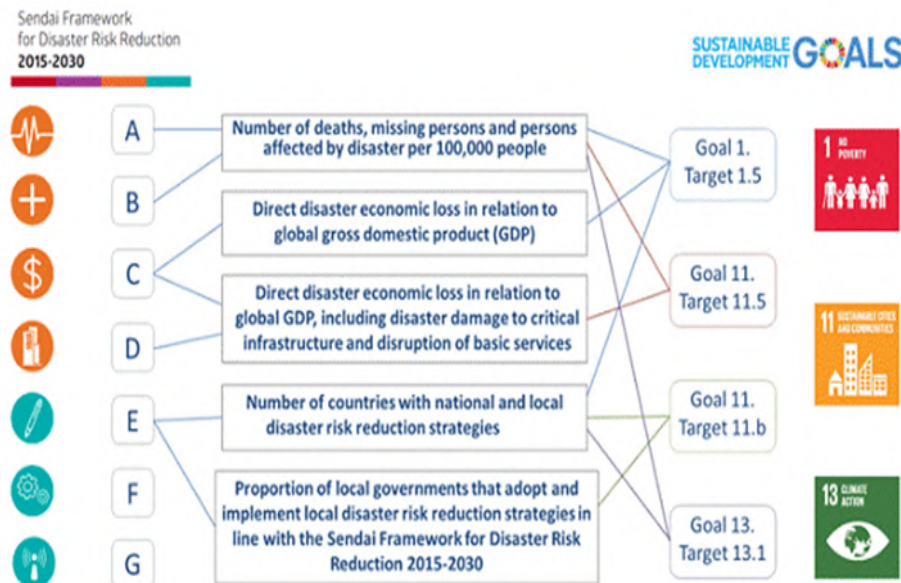 Sendai Framework
for Disaster Risk Reduction
2015-2030
SUSTAINABLE
DEVELOPMENT GOALS
A
B
C
D
E
F
G
Number of deaths, missing persons and persons
affected by disaster per 100,000 people
Direct disaster economic loss in relation to
global gross domestic product (GDP)
Direct disaster economic loss in relation to
global GDP, including disaster damage to critical
infrastructure and disruption of basic services
Number of countries with national and local
disaster risk reduction strategies
Proportion of local governments that adopt and
implement local disaster risk reduction strategies in
line with the Sendai Framework for Disaster Risk
Reduction 2015-2030
Goal 1.
Target 1.5
Goal 11.
Target 11.5
Goal 11.
Target 11.b
Goal 13.
Target 13.1
1 NO
POVERTY
11 SUSTAINABLE CITIES
AND COMMUNITIES
13 CLIMATE
ACTION